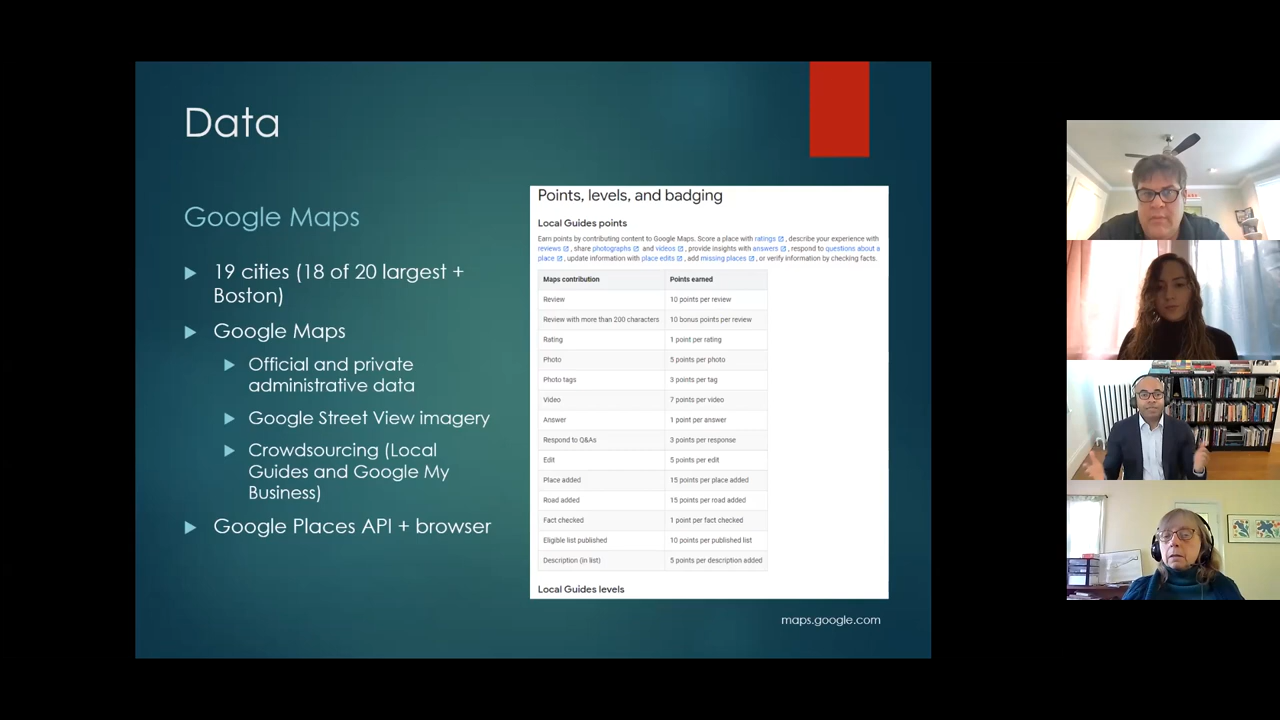 Data
Google Maps
19 cities (18 of 20 largest +
Boston)
Google Maps
Official and private
administrative data
Google Street View imagery
Crowdsourcing (Local
Guides and Google My
Business)
Google Places API + browser
Points, levels, and badging
Local Guides points
Earn points by contributing content to Google Maps. Score a place with ratings, describe your experience with
reviews, share photographs and videos, provide insights with answers, respond to questions about a
place, update information with place edits, add missing places, or verify information by checking facts.
Maps contribution Points earned
Review 10 points per review
Review with more than 200 characters 10 bonus points per review
Rating 1 point per rating
Photo 5 points per photo
Photo tags 3 points per tag
Video 7 points per video
Answer 1 point per answer
Respond to Q&As 3 points per response
Edit 5 points per edit
Place added 15 points per place added
Road added 15 points per road added
Fact checked 1 point per fact checked
Eligible list published 10 points per published list
Description (in list) 5 points per description added
Local Guides levels
maps.google.com